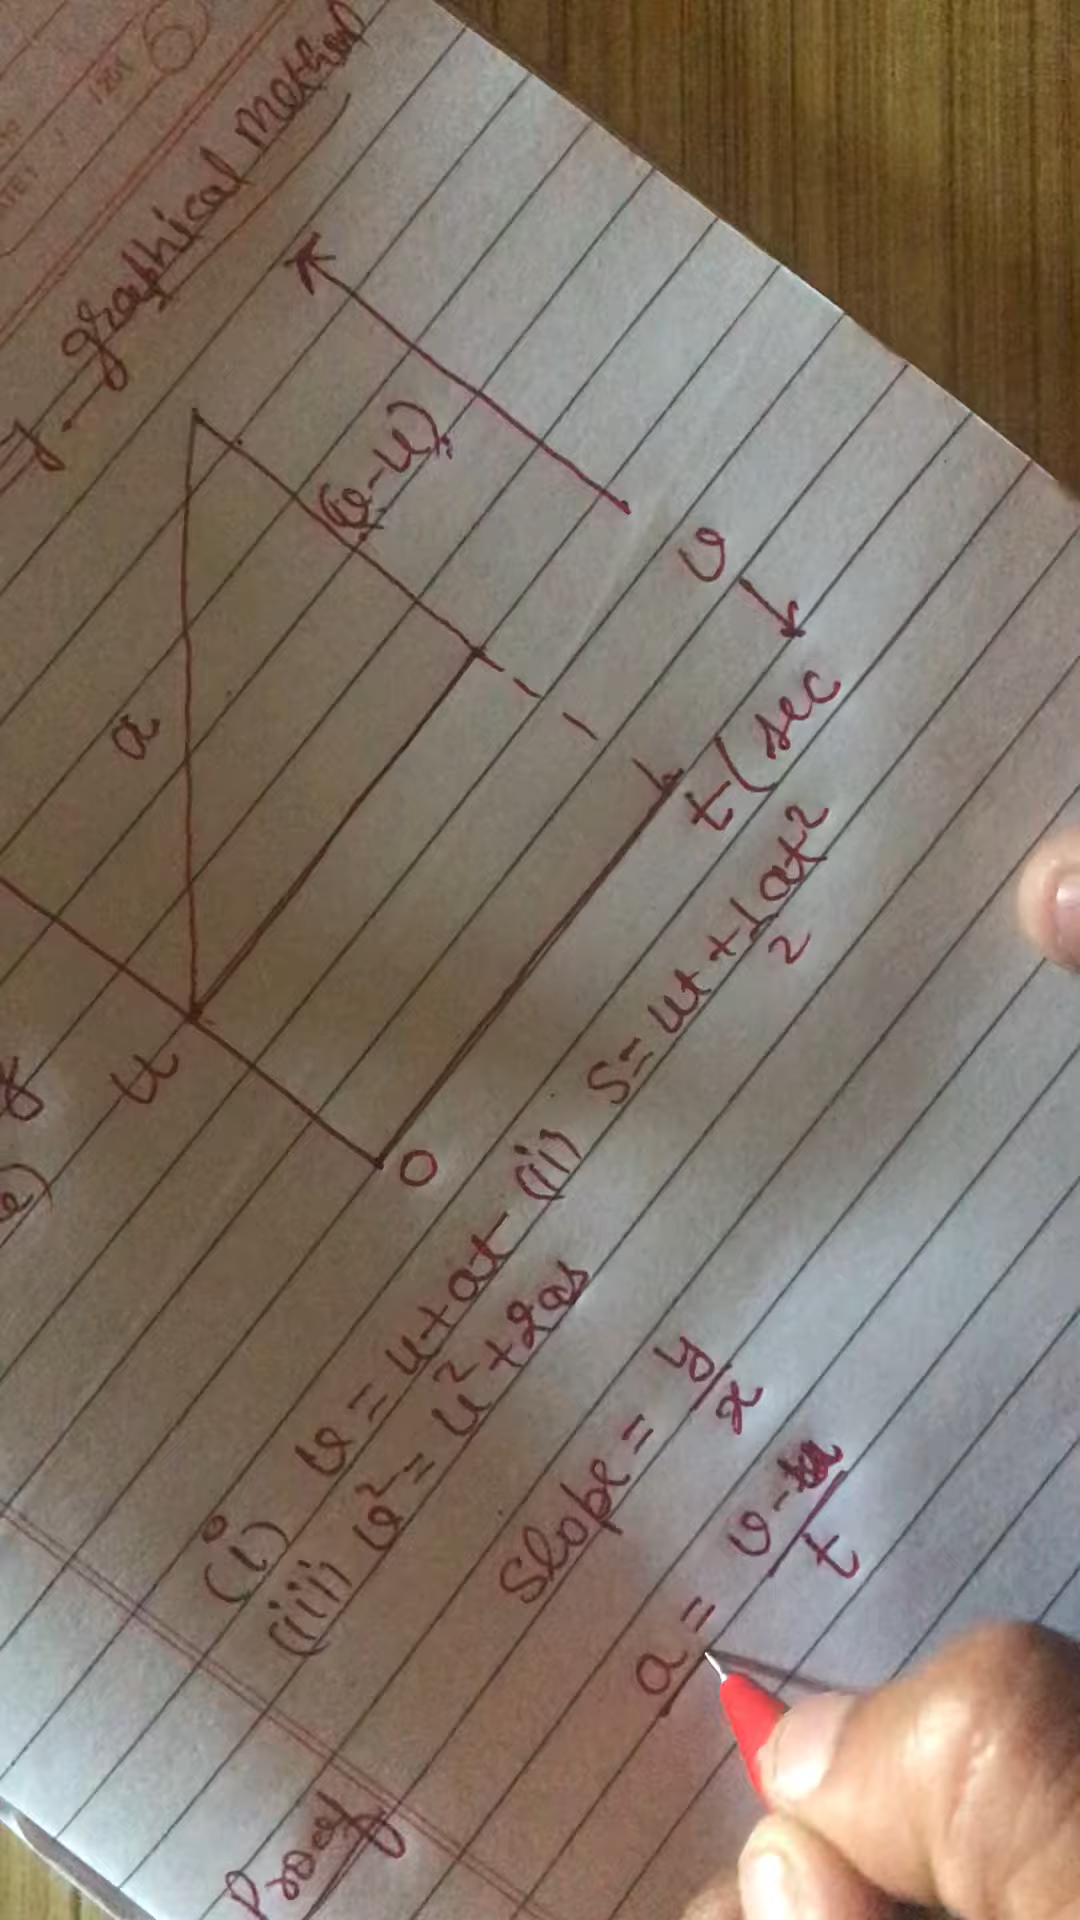 y - graphical method
(v-u)
a
v
u
O
t (sec
(i) v = u + at - (ii) S = ut + 1/2 at²
(iii) v² = u² + 2as
Proof
slope = y/x
a = v-u/t